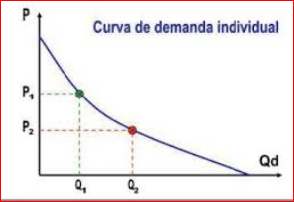 P
Curva de demanda individual
P₁
P₂
Qd
Q₁
Q₂